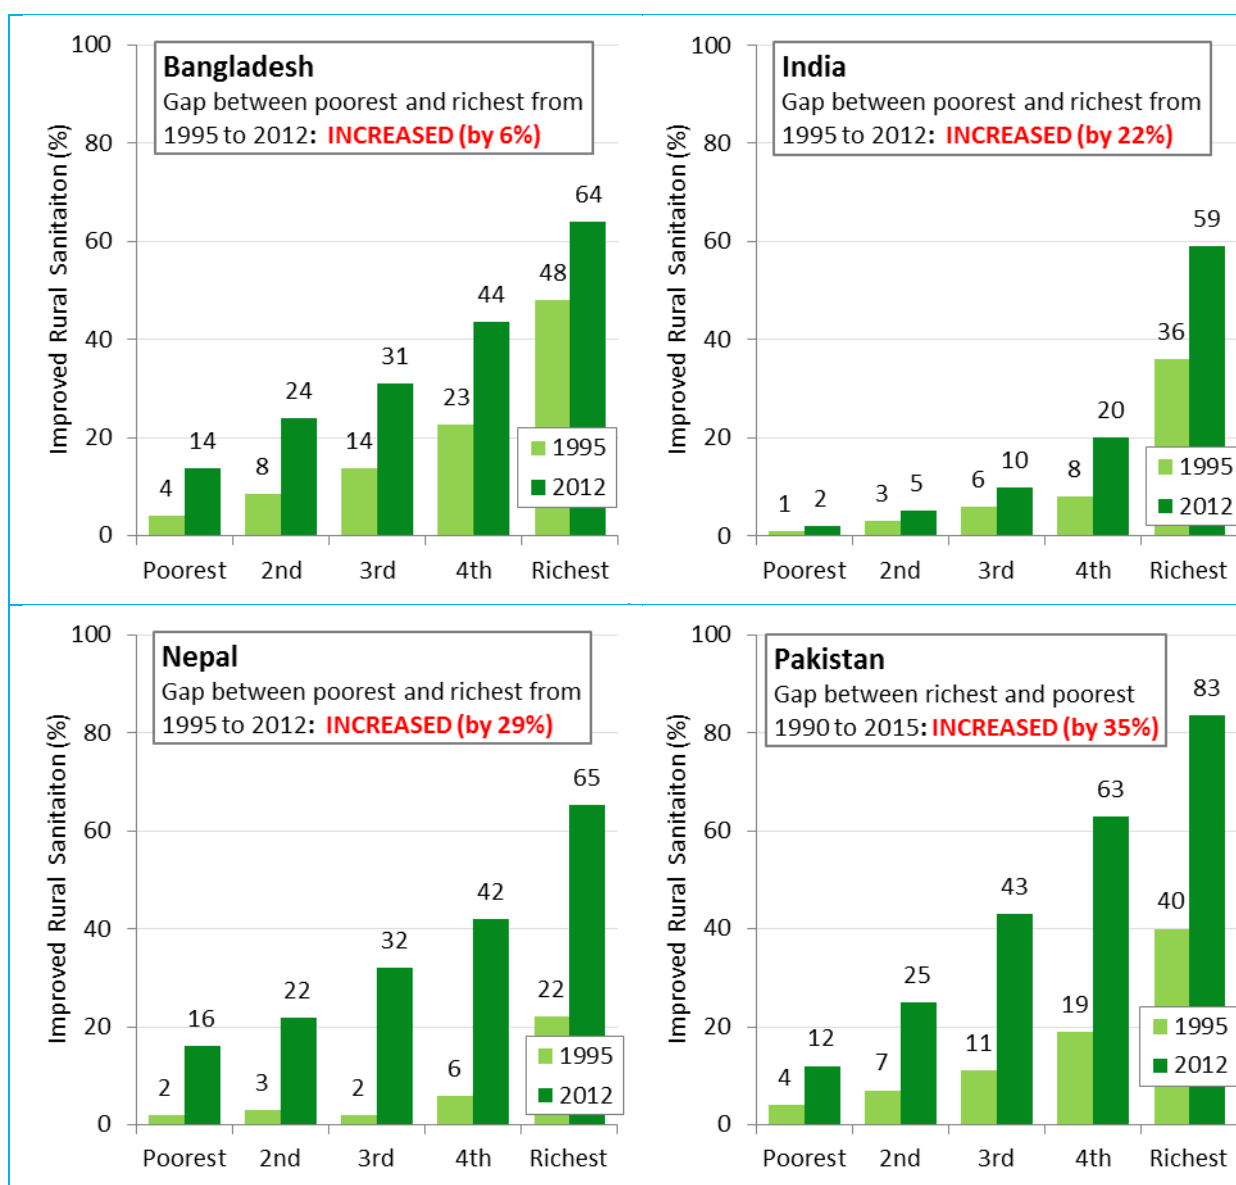 Bangladesh
Gap between poorest and richest from
1995 to 2012: INCREASED (by 6%)
Improved Rural Sanitaiton (%)
100
80
60
40
20
0
4
14
8
24
14
31
23
44
48
64
1995
2012
Poorest
2nd
3rd
4th
Richest
India
Gap between poorest and richest from
1995 to 2012: INCREASED (by 22%)
Improved Rural Sanitaiton (%)
100
80
60
40
20
0
1
2
3
5
6
10
8
20
36
59
1995
2012
Poorest
2nd
3rd
4th
Richest
Nepal
Gap between poorest and richest from
1995 to 2012: INCREASED (by 29%)
Improved Rural Sanitaiton (%)
100
80
60
40
20
0
2
16
3
22
2
32
6
42
22
65
1995
2012
Poorest
2nd
3rd
4th
Richest
Pakistan
Gap between richest and poorest
1990 to 2015: INCREASED (by 35%)
Improved Rural Sanitaiton (%)
100
80
60
40
20
0
4
12
7
25
11
43
19
63
40
83
1995
2012
Poorest
2nd
3rd
4th
Richest